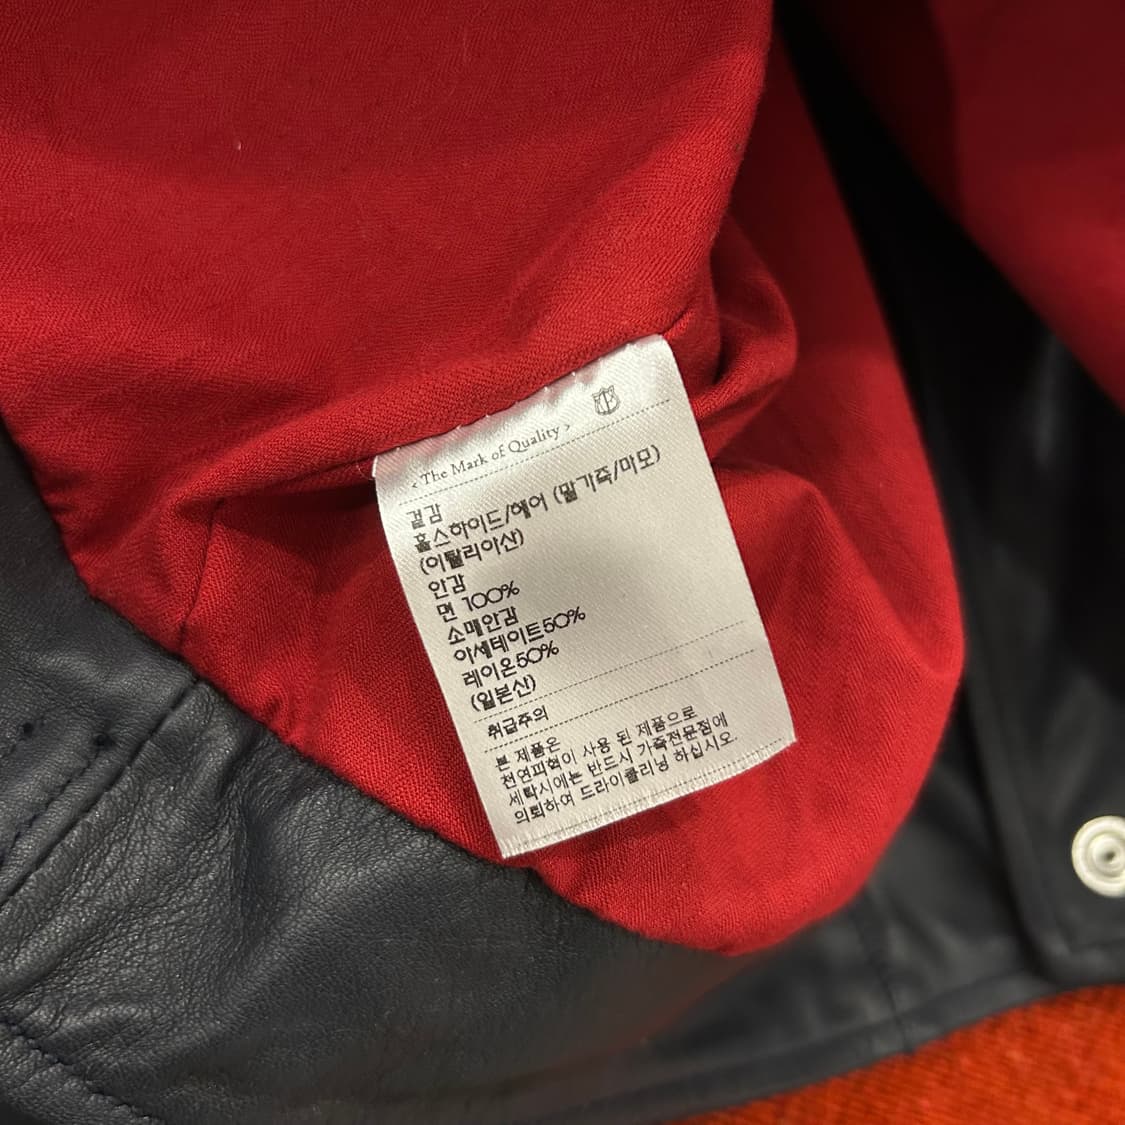 < The Mark of Quality >
겉감
홀스하이드/헤어 (말가죽/마모)
(이탈리아산)
안감
면 100%
소매안감
아세테이트50%
레이온50%
(일본산)
취급주의
본 제품은
천연피혁이 사용 된 제품으로
세탁시에는 반드시 가죽전문점에
의뢰하여 드라이클리닝 하십시오.